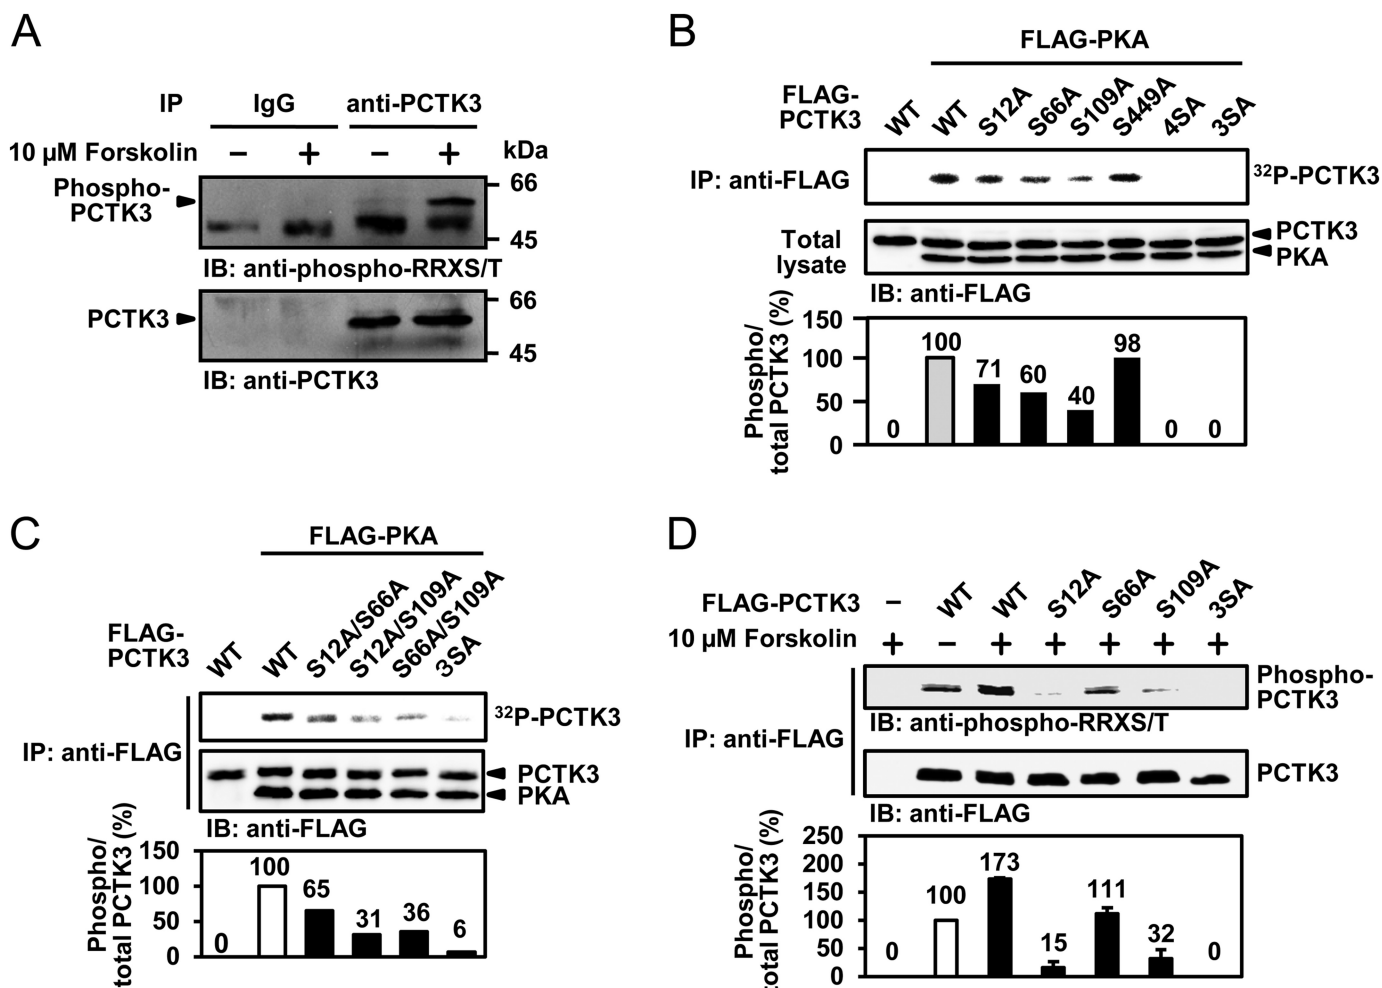 A
IP IgG anti-PCTK3
10 µM Forskolin − + − + kDa
Phospho-
PCTK3
66
45
IB: anti-phospho-RRXS/T
PCTK3
66
45
IB: anti-PCTK3
B
FLAG-PKA
FLAG-
PCTK3
WT WT S12A S66A S109A S449A 4SA 3SA
IP: anti-FLAG
32P-PCTK3
Total
lysate
PCTK3
PKA
IB: anti-FLAG
Phospho/
total PCTK3 (%)
150
100
50
0
0 100 71 60 40 98 0 0
C
FLAG-PKA
FLAG-
PCTK3
WT WT S12A/S66A S12A/S109A S66A/S109A 3SA
IP: anti-FLAG
32P-PCTK3
PCTK3
PKA
IB: anti-FLAG
Phospho/
total PCTK3 (%)
150
100
50
0
0 100 65 31 36 6
D
FLAG-PCTK3 − WT WT S12A S66A S109A 3SA
10 µM Forskolin + − + + + + +
Phospho-
PCTK3
IB: anti-phospho-RRXS/T
IP: anti-FLAG
PCTK3
IB: anti-FLAG
Phospho/
total PCTK3 (%)
250
200
150
100
50
0
0 100 173 15 111 32 0